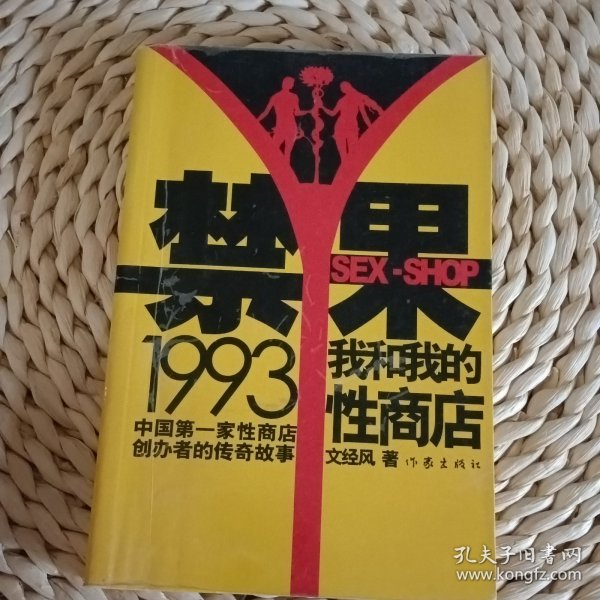 禁果
SEX-SHOP
1993
我和我的
性商店
中国第一家性商店
创办者的传奇故事
文经风 著 作家出版社
孔夫子旧书网
www.kongfz.com